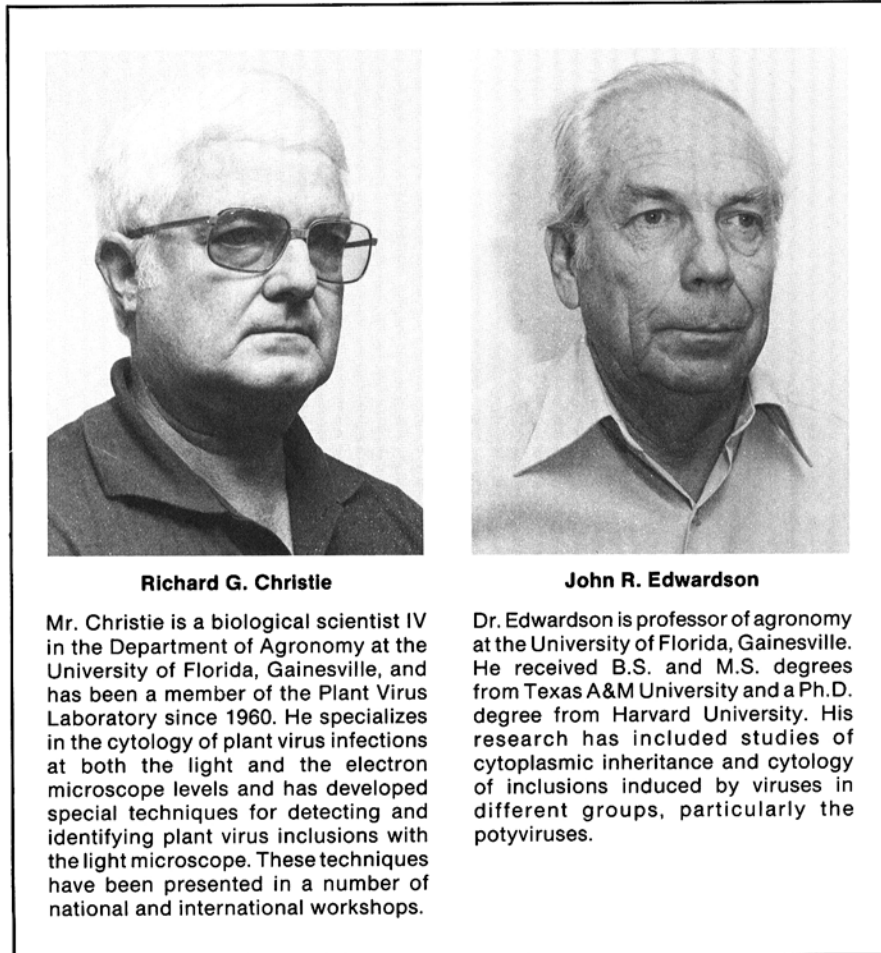 Richard G. Christie
Mr. Christie is a biological scientist IV
in the Department of Agronomy at the
University of Florida, Gainesville, and
has been a member of the Plant Virus
Laboratory since 1960. He specializes
in the cytology of plant virus infections
at both the light and the electron
microscope levels and has developed
special techniques for detecting and
identifying plant virus inclusions with
the light microscope. These techniques
have been presented in a number of
national and international workshops.
John R. Edwardson
Dr. Edwardson is professor of agronomy
at the University of Florida, Gainesville.
He received B.S. and M.S. degrees
from Texas A&M University and a Ph.D.
degree from Harvard University. His
research has included studies of
cytoplasmic inheritance and cytology
of inclusions induced by viruses in
different groups, particularly the
potyviruses.